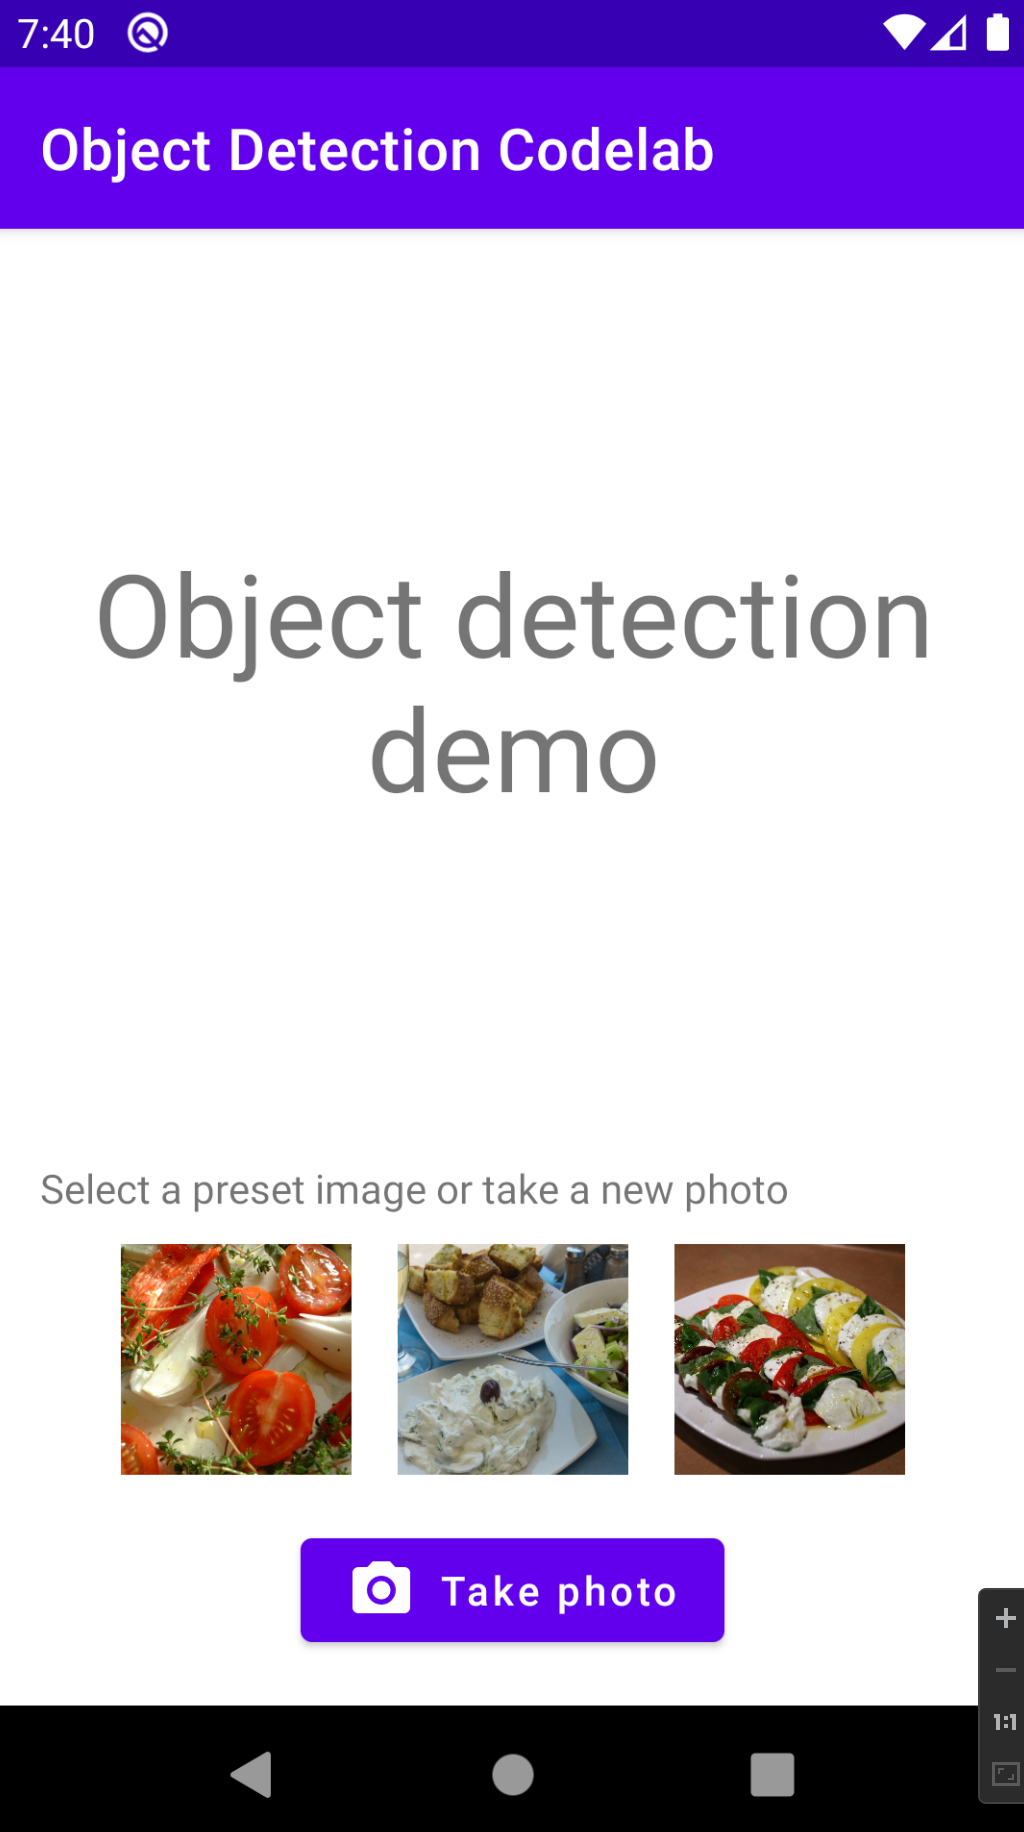 7:40
Object Detection Codelab
Object detection
demo
Select a preset image or take a new photo
Take photo
1:1